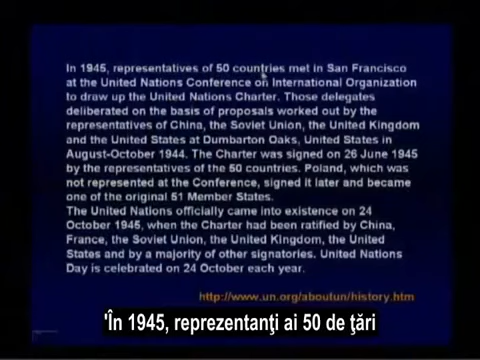 In 1945, representatives of 50 countries met in San Francisco
at the United Nations Conference on International Organization
to draw up the United Nations Charter. Those delegates
deliberated on the basis of proposals worked out by the
representatives of China, the Soviet Union, the United Kingdom
and the United States at Dumbarton Oaks, United States in
August-October 1944. The Charter was signed on 26 June 1945
by the representatives of the 50 countries. Poland, which was
not represented at the Conference, signed it later and became
one of the original 51 Member States.
The United Nations officially came into existence on 24
October 1945, when the Charter had been ratified by China,
France, the Soviet Union, the United Kingdom, the United
States and by a majority of other signatories. United Nations
Day is celebrated on 24 October each year.
http://www.un.org/aboutun/history.htm
'În 1945, reprezentanţi ai 50 de ţări